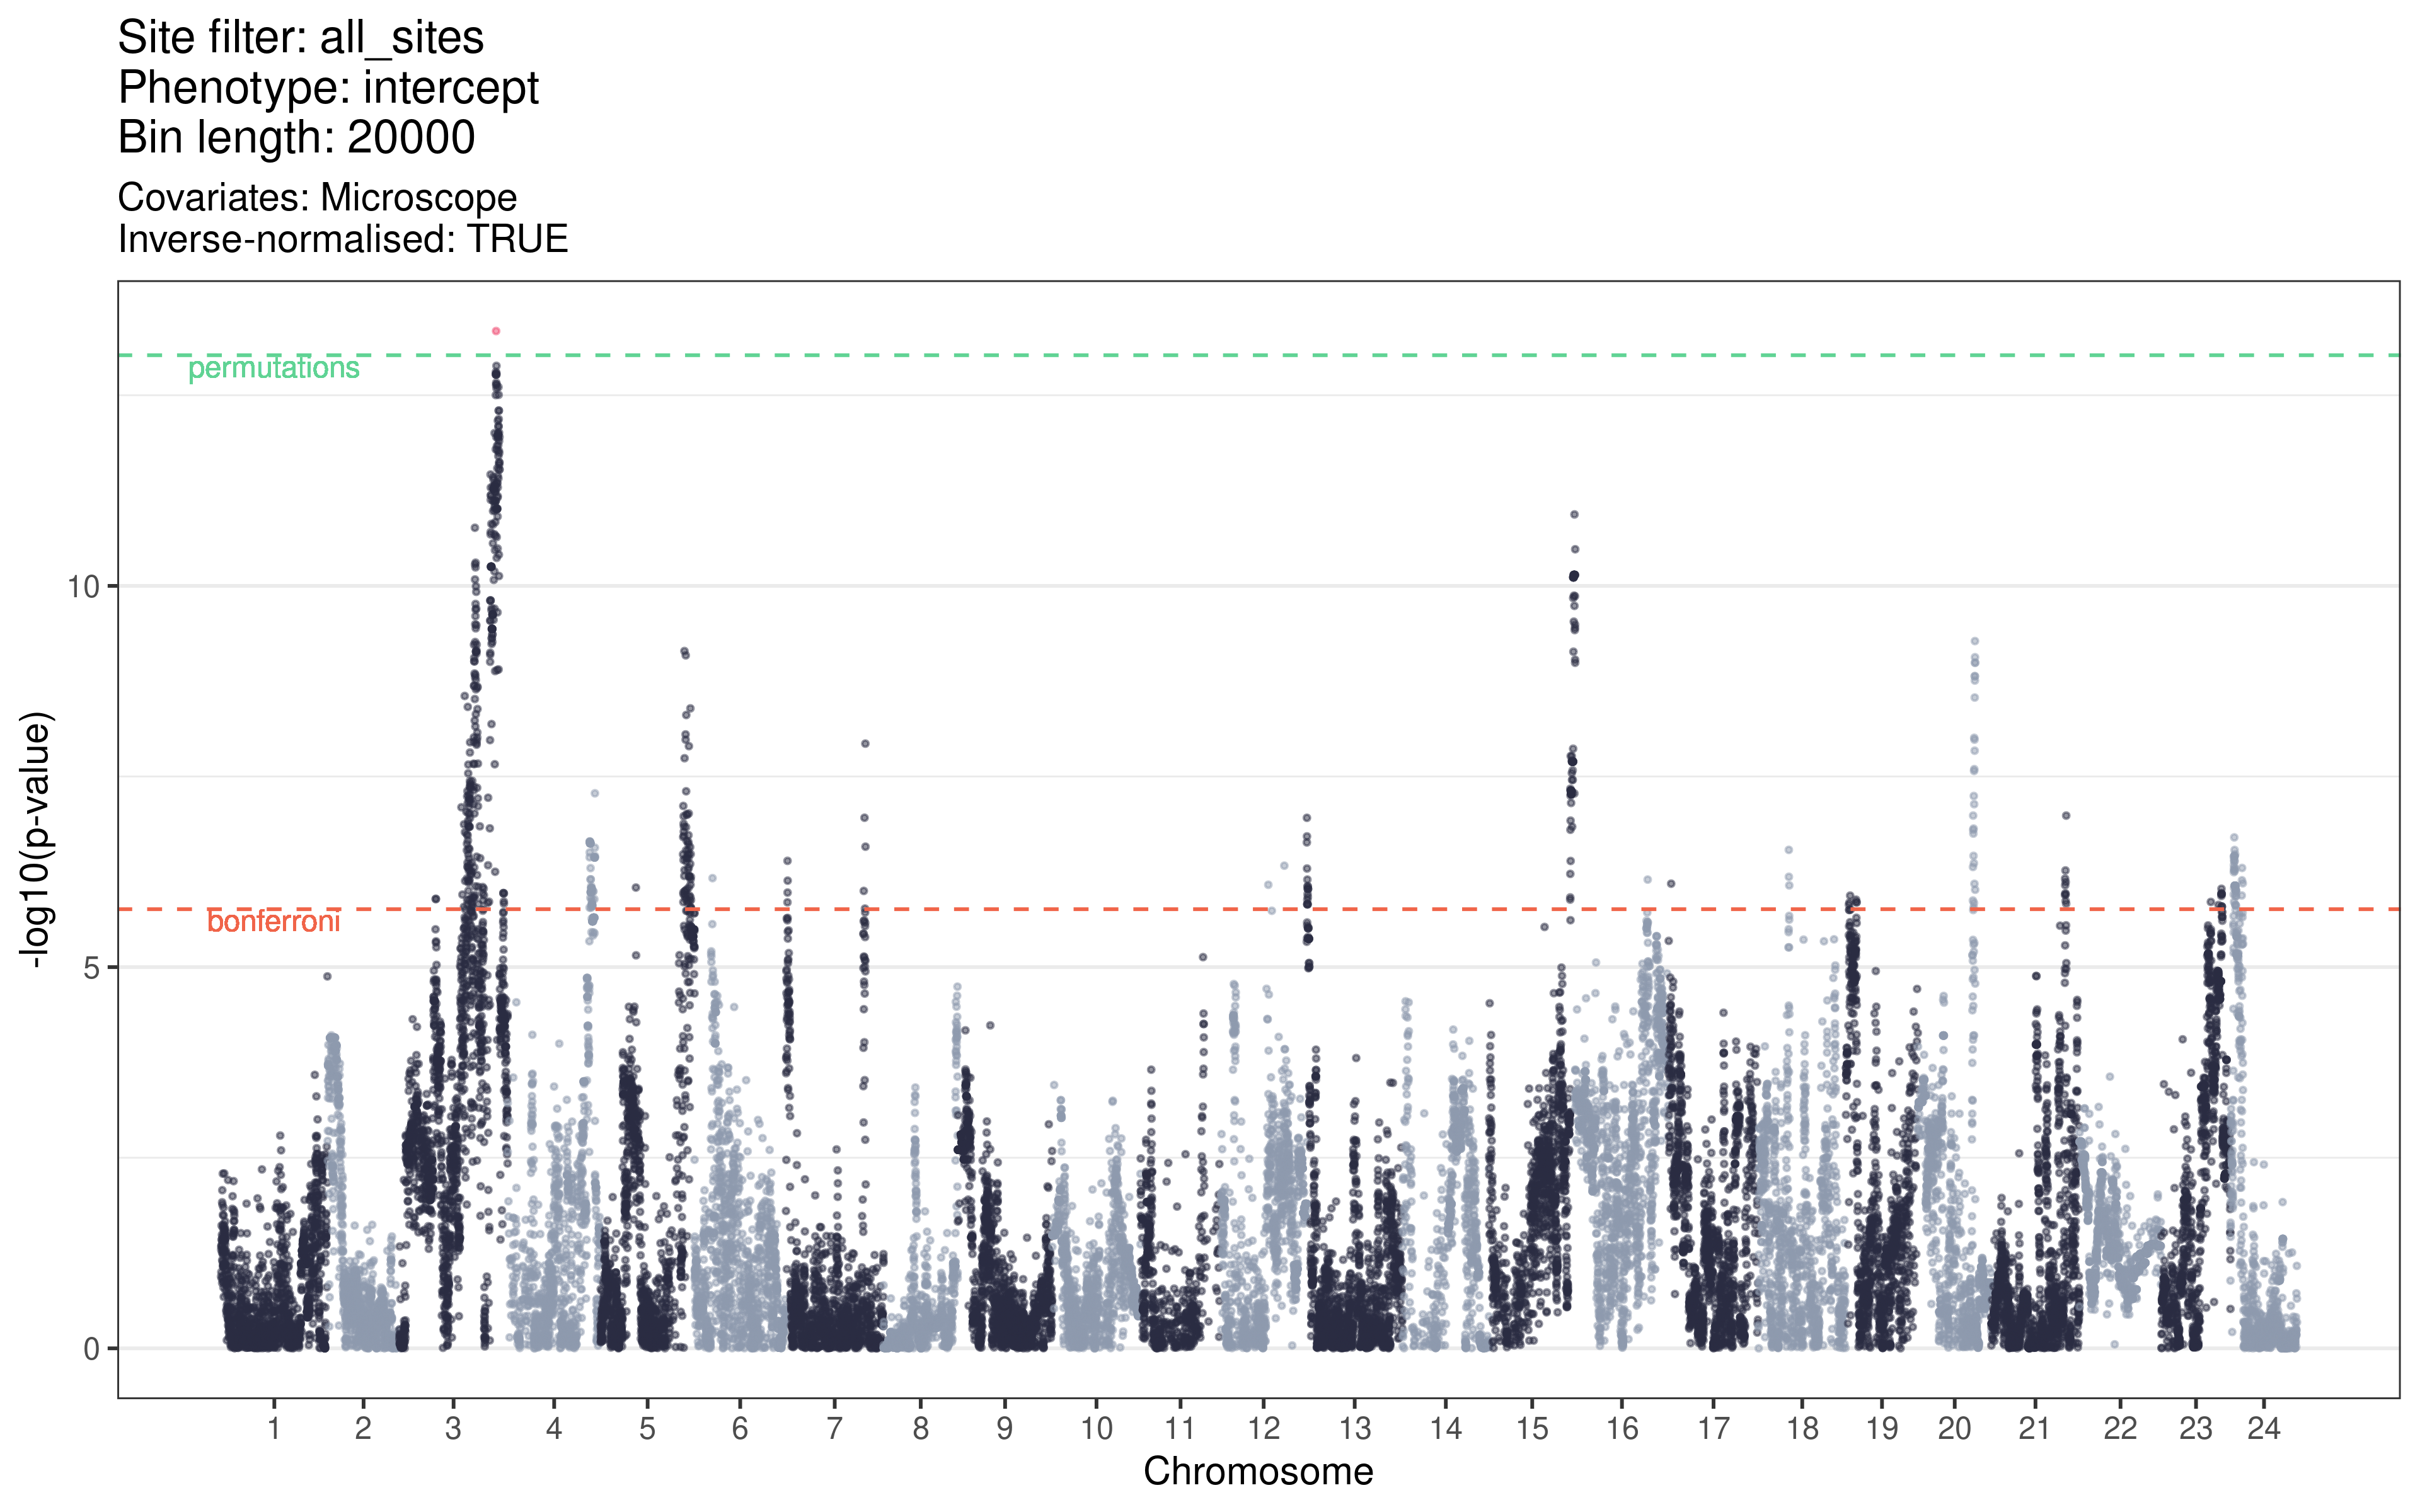 Site filter: all_sites
Phenotype: intercept
Bin length: 20000
Covariates: Microscope
Inverse-normalised: TRUE
permutations
10
bonferroni
5
0
-log10(p-value)
1 2 3 4 5 6 7 8 9 10 11 12 13 14 15 16 17 18 19 20 21 22 23 24
Chromosome